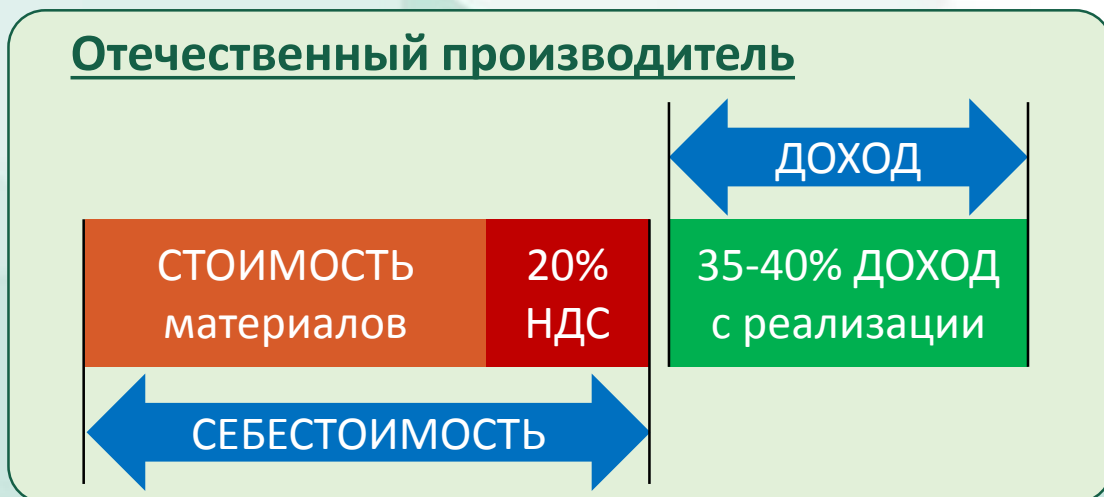 Отечественный производитель
ДОХОД
СТОИМОСТЬ
материалов
20%
НДС
35-40% ДОХОД
с реализации
СЕБЕСТОИМОСТЬ